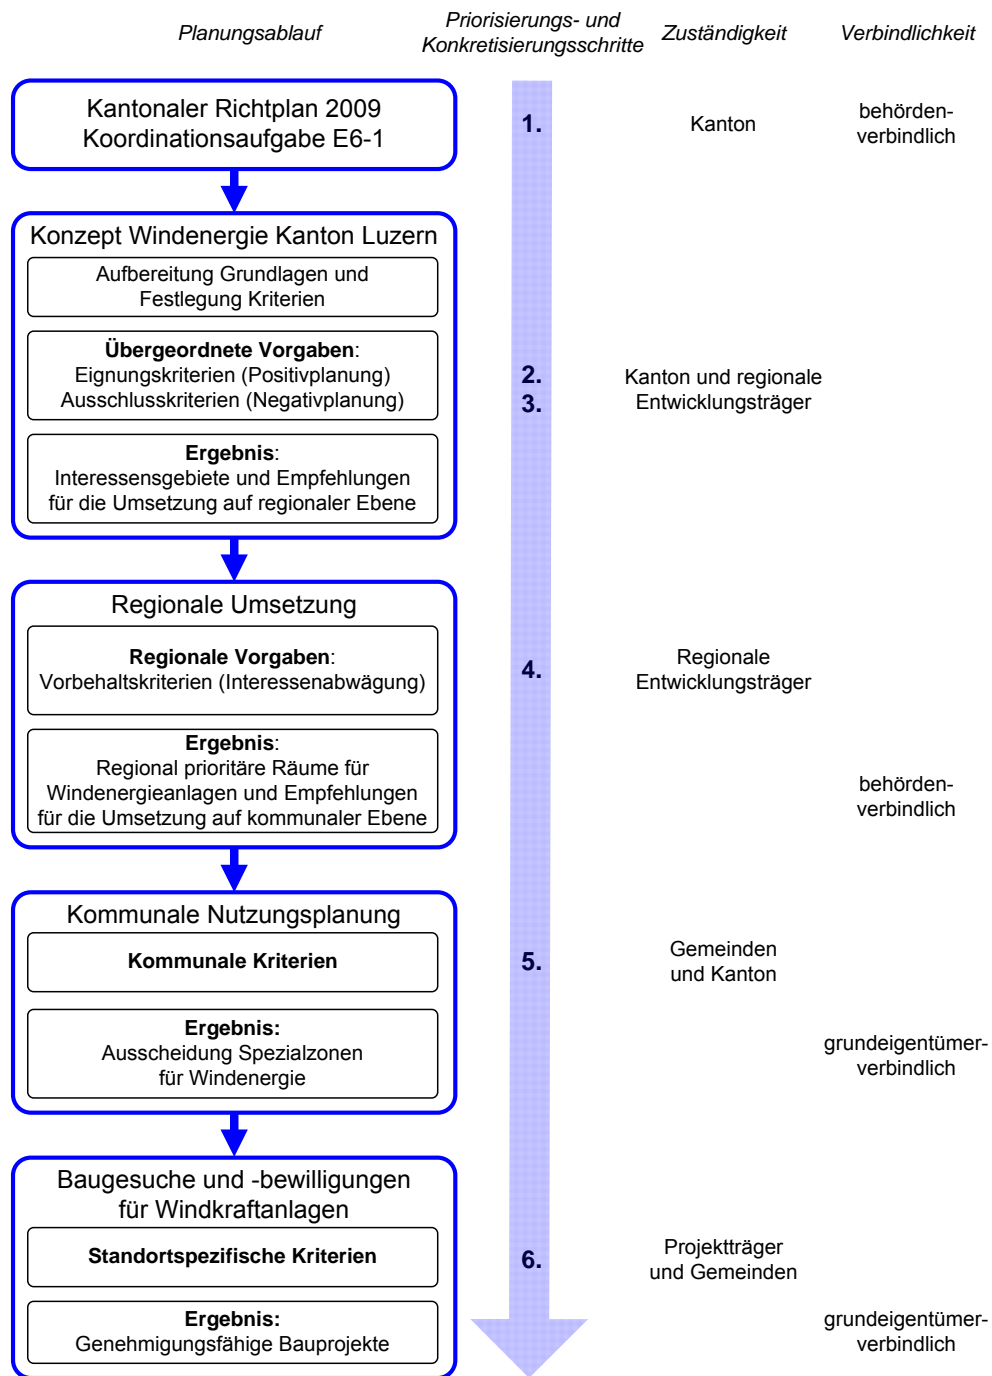 Planungsablauf
Priorisierungs- und
Konkretisierungsschritte
Zuständigkeit
Verbindlichkeit
Kantonaler Richtplan 2009
Koordinationsaufgabe E6-1
1.
Kanton
behörden-
verbindlich
Konzept Windenergie Kanton Luzern
Aufbereitung Grundlagen und
Festlegung Kriterien
Übergeordnete Vorgaben:
Eignungskriterien (Positivplanung)
Ausschlusskriterien (Negativplanung)
2.
3.
Kanton und regionale
Entwicklungsträger
Ergebnis:
Interessensgebiete und Empfehlungen
für die Umsetzung auf regionaler Ebene
Regionale Umsetzung
Regionale Vorgaben:
Vorbehaltskriterien (Interessenabwägung)
4.
Regionale
Entwicklungsträger
Ergebnis:
Regional prioritäre Räume für
Windenergieanlagen und Empfehlungen
für die Umsetzung auf kommunaler Ebene
behörden-
verbindlich
Kommunale Nutzungsplanung
Kommunale Kriterien
5.
Gemeinden
und Kanton
Ergebnis:
Ausscheidung Spezialzonen
für Windenergie
grundeigentümer-
verbindlich
Baugesuche und -bewilligungen
für Windkraftanlagen
Standortspezifische Kriterien
6.
Projektträger
und Gemeinden
Ergebnis:
Genehmigungsfähige Bauprojekte
grundeigentümer-
verbindlich